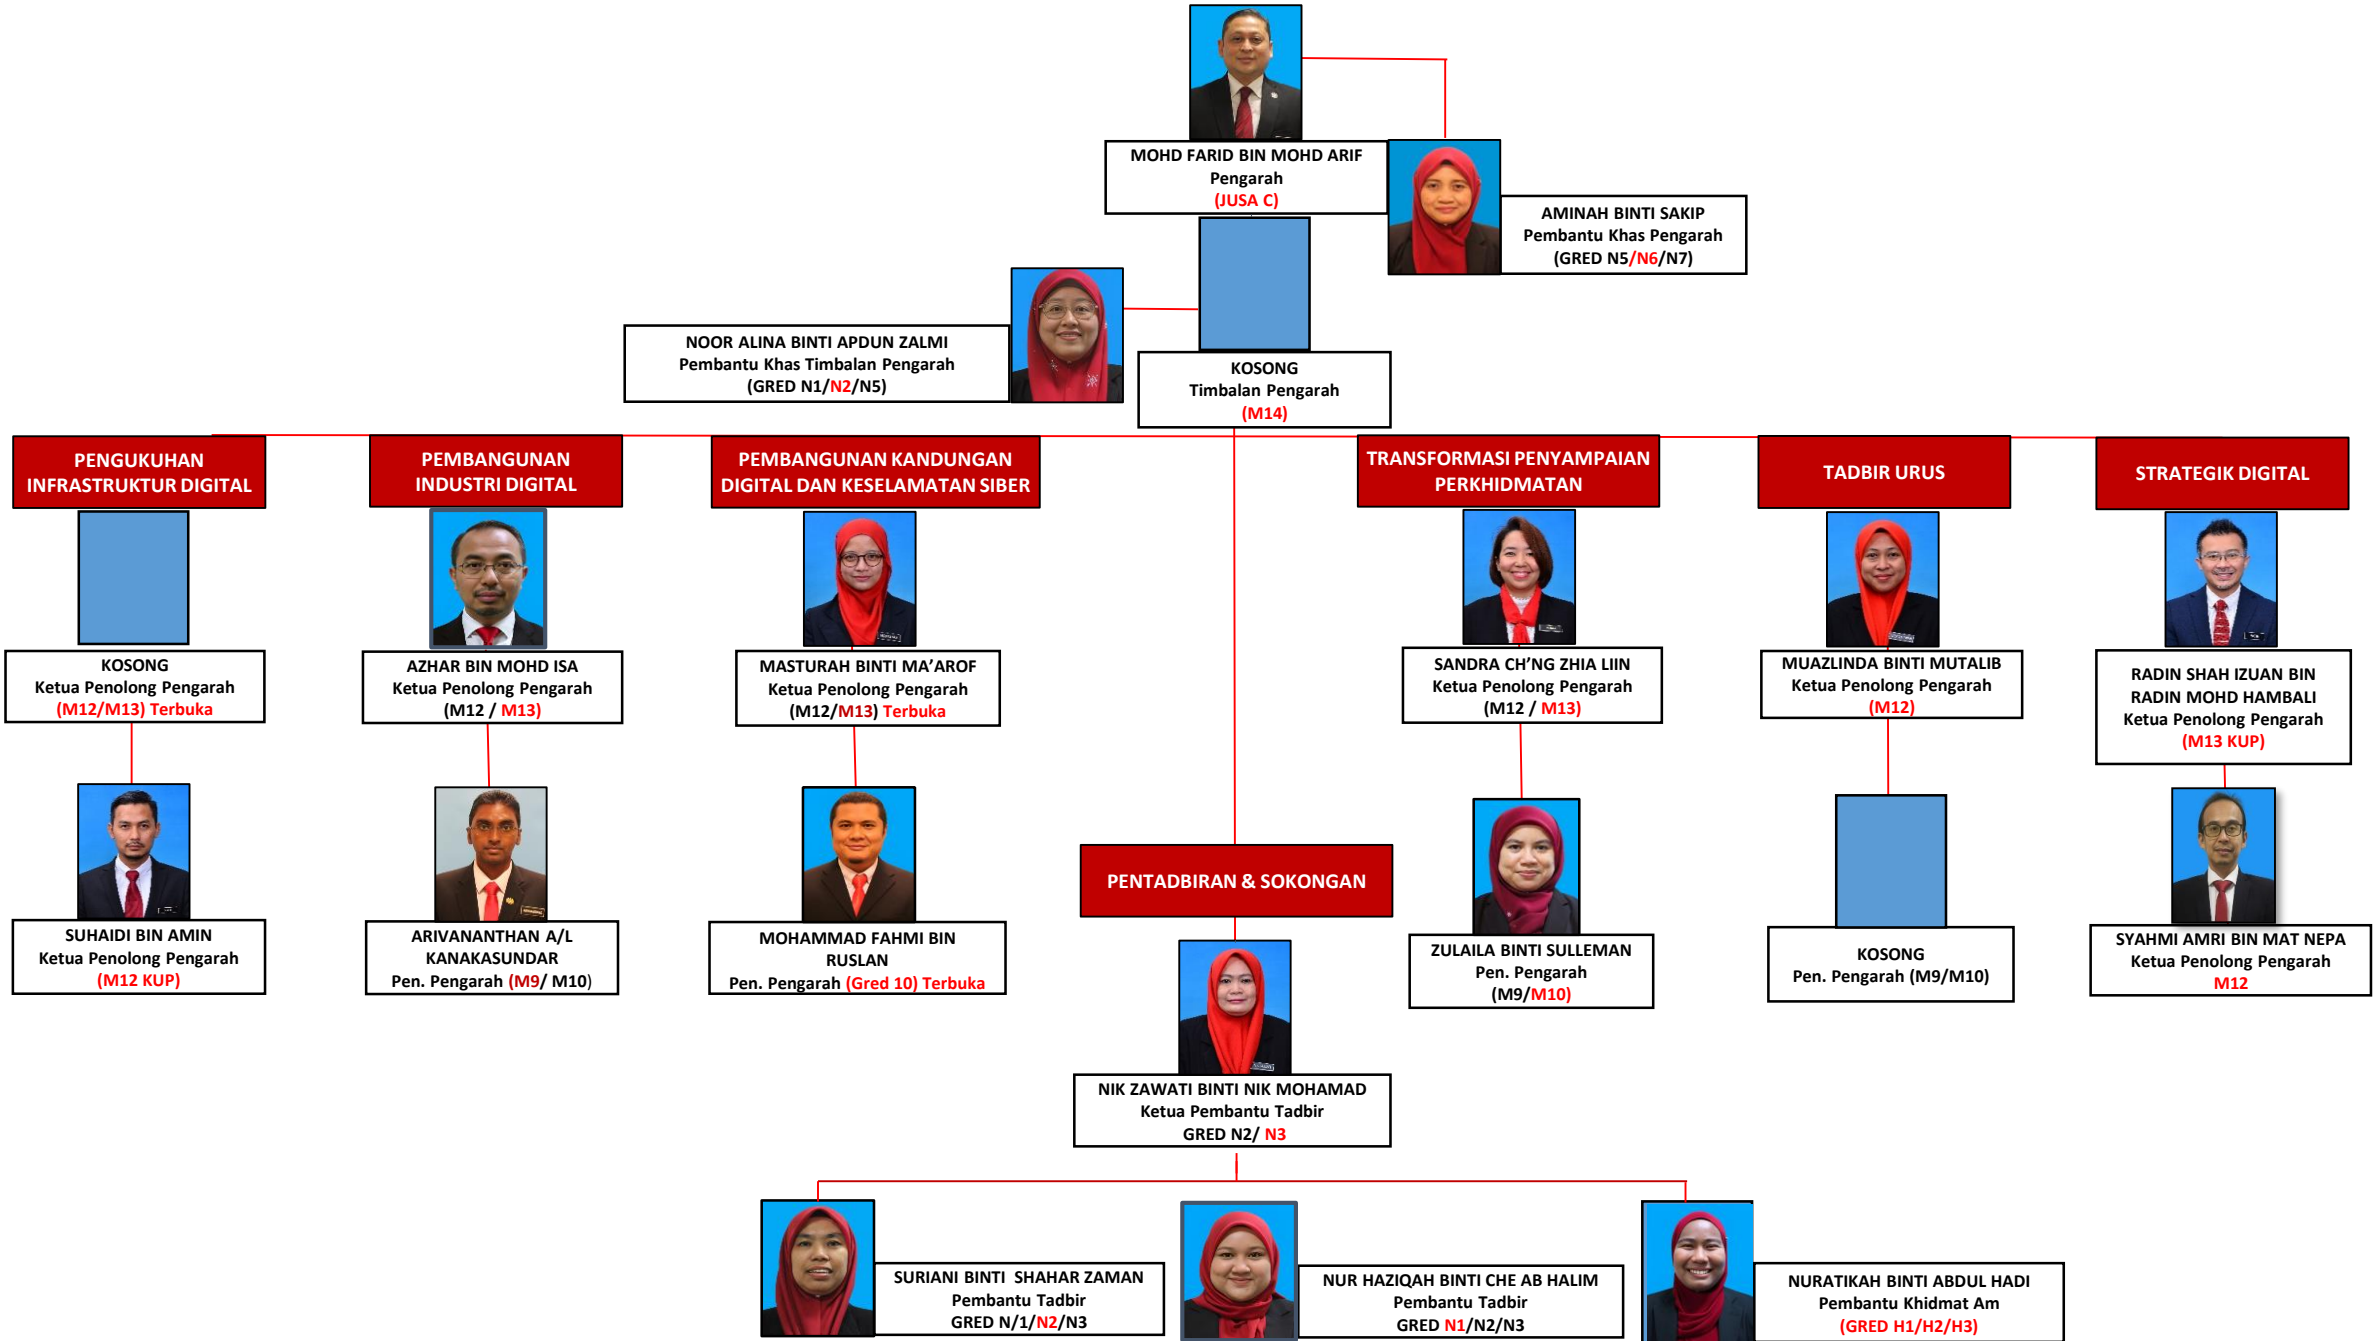 MOHD FARID BIN MOHD ARIF
Pengarah
(JUSA C)
AMINAH BINTI SAKIP
Pembantu Khas Pengarah
(GRED N5/N6/N7)
NOOR ALINA BINTI APDUN ZALMI
Pembantu Khas Timbalan Pengarah
(GRED N1/N2/N5)
KOSONG
Timbalan Pengarah
(M14)
PENGUKUHAN
INFRASTRUKTUR DIGITAL
KOSONG
Ketua Penolong Pengarah
(M12/M13) Terbuka
SUHAIDI BIN AMIN
Ketua Penolong Pengarah
(M12 KUP)
PEMBANGUNAN
INDUSTRI DIGITAL
AZHAR BIN MOHD ISA
Ketua Penolong Pengarah
(M12 / M13)
ARIVANANTHAN A/L
KANAKASUNDAR
Pen. Pengarah (M9/ M10)
PEMBANGUNAN KANDUNGAN
DIGITAL DAN KESELAMATAN SIBER
MASTURAH BINTI MA’AROF
Ketua Penolong Pengarah
(M12/M13) Terbuka
MOHAMMAD FAHMI BIN
RUSLAN
Pen. Pengarah (Gred 10) Terbuka
TRANSFORMASI PENYAMPAIAN
PERKHIDMATAN
SANDRA CH’NG ZHIA LIIN
Ketua Penolong Pengarah
(M12 / M13)
ZULAILA BINTI SULLEMAN
Pen. Pengarah
(M9/M10)
TADBIR URUS
MUAZLINDA BINTI MUTALIB
Ketua Penolong Pengarah
(M12)
KOSONG
Pen. Pengarah (M9/M10)
STRATEGIK DIGITAL
RADIN SHAH IZUAN BIN
RADIN MOHD HAMBALI
Ketua Penolong Pengarah
(M13 KUP)
SYAHMI AMRI BIN MAT NEPA
Ketua Penolong Pengarah
M12
PENTADBIRAN & SOKONGAN
NIK ZAWATI BINTI NIK MOHAMAD
Ketua Pembantu Tadbir
GRED N2/ N3
SURIANI BINTI SHAHAR ZAMAN
Pembantu Tadbir
GRED N/1/N2/N3
NUR HAZIQAH BINTI CHE AB HALIM
Pembantu Tadbir
GRED N1/N2/N3
NURATIKAH BINTI ABDUL HADI
Pembantu Khidmat Am
(GRED H1/H2/H3)